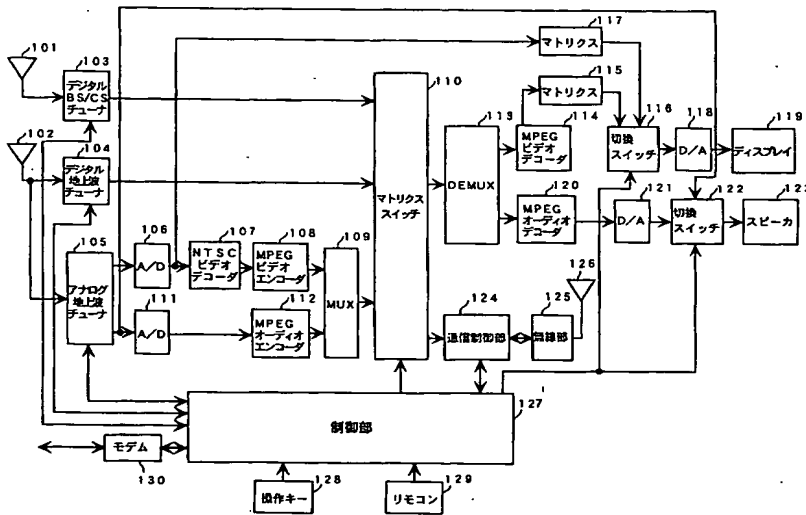 101
103
デジタル
BS/CS
チューナ
102
104
デジタル
地上波
チューナ
105
アナログ
地上波
チューナ
106
A/D
107
NTSC
ビデオ
デコーダ
108
MPEG
ビデオ
エンコーダ
109
MUX
111
A/D
112
MPEG
オーディオ
エンコーダ
110
マトリクス
スイッチ
113
DEMUX
117
マトリクス
115
マトリクス
114
MPEG
ビデオ
デコーダ
116
切換
スイッチ
118
D/A
119
ディスプレイ
120
MPEG
オーディオ
デコーダ
121
D/A
122
切換
スイッチ
123
スピーカ
124
通信制御部
125
無線部
126
127
制御部
モデム
130
操作キー
128
リモコン
129